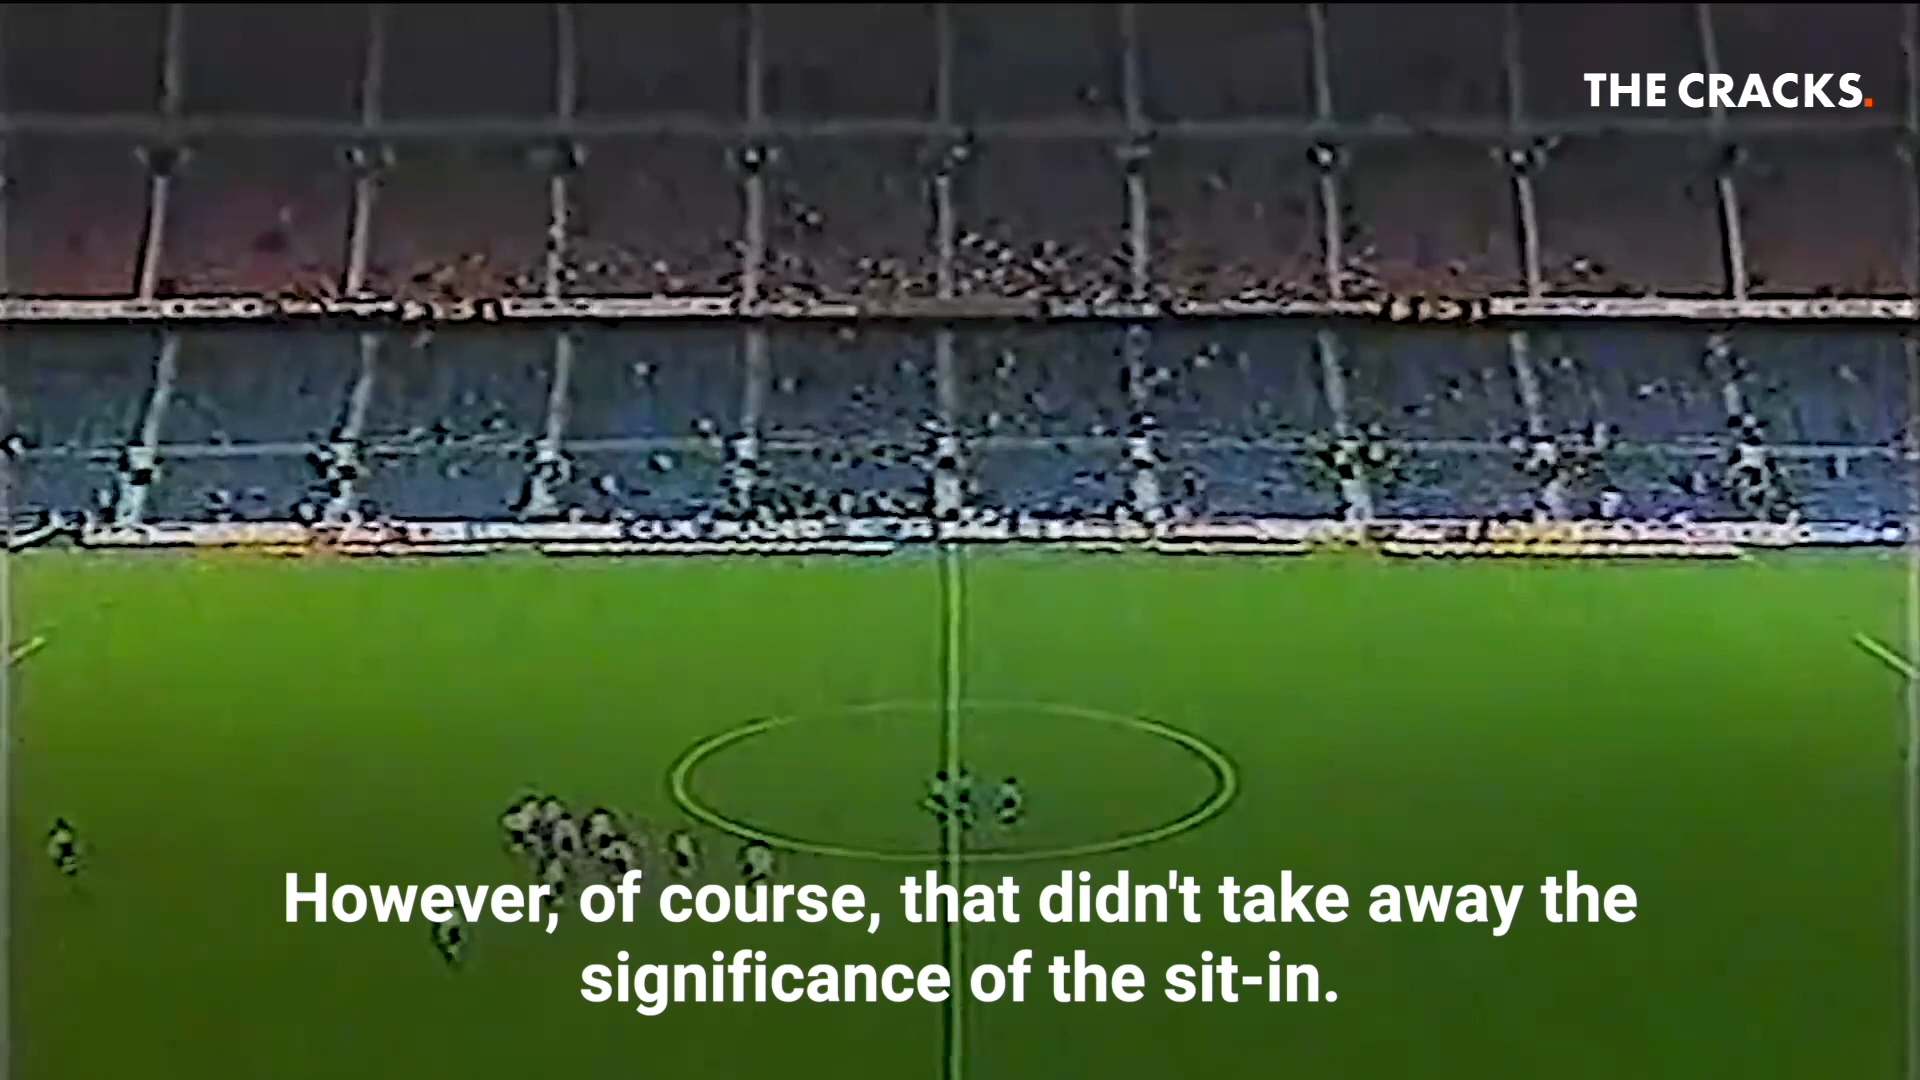 THE CRACKS.
However, of course, that didn't take away the
significance of the sit-in.